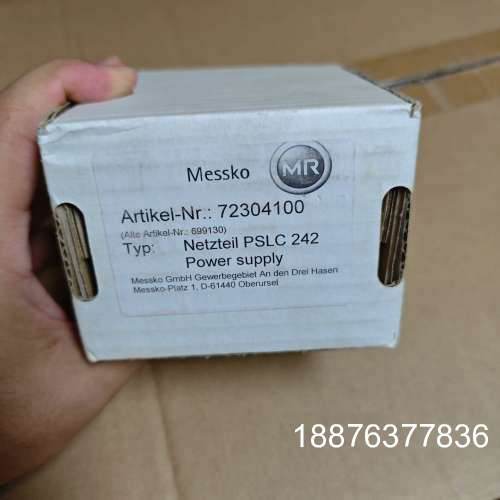 Messko MR
Artikel-Nr.: 72304100
(Alte Artikel-Nr.: 699130)
Typ: Netzteil PSLC 242
Power supply
Messko GmbH Gewerbegebiet An den Drei Hasen
Messko-Platz 1, D-61440 Oberursel
18876377836